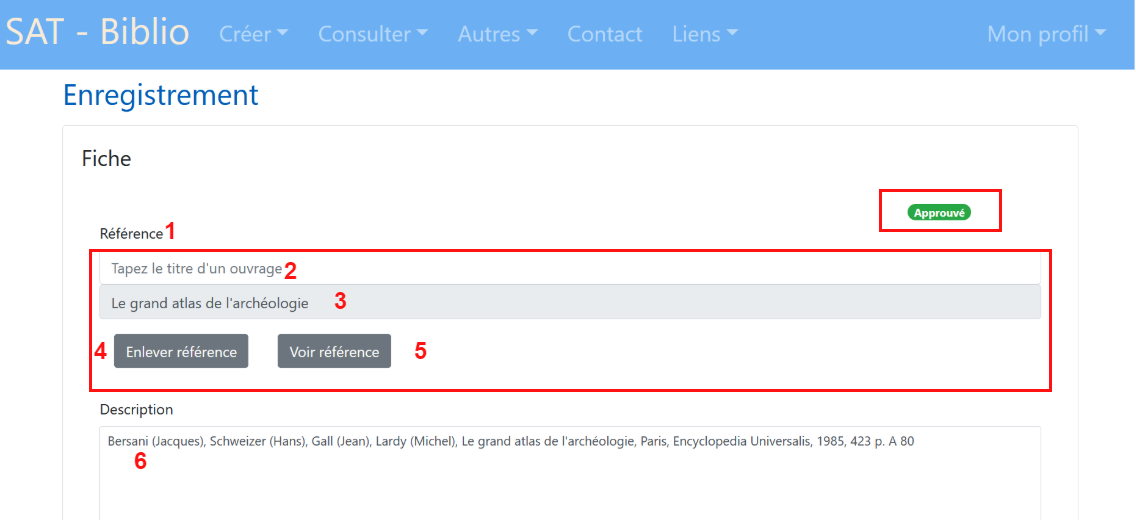 SAT - Biblio Créer Consulter Autres Contact Liens Mon profil
Enregistrement
Fiche
Approuvé
Référence 1
Tapez le titre d'un ouvrage 2
Le grand atlas de l'archéologie 3
4 Enlever référence Voir référence 5
Description
Bersani (Jacques), Schweizer (Hans), Gall (Jean), Lardy (Michel), Le grand atlas de l'archéologie, Paris, Encyclopedia Universalis, 1985, 423 p. A 80
6